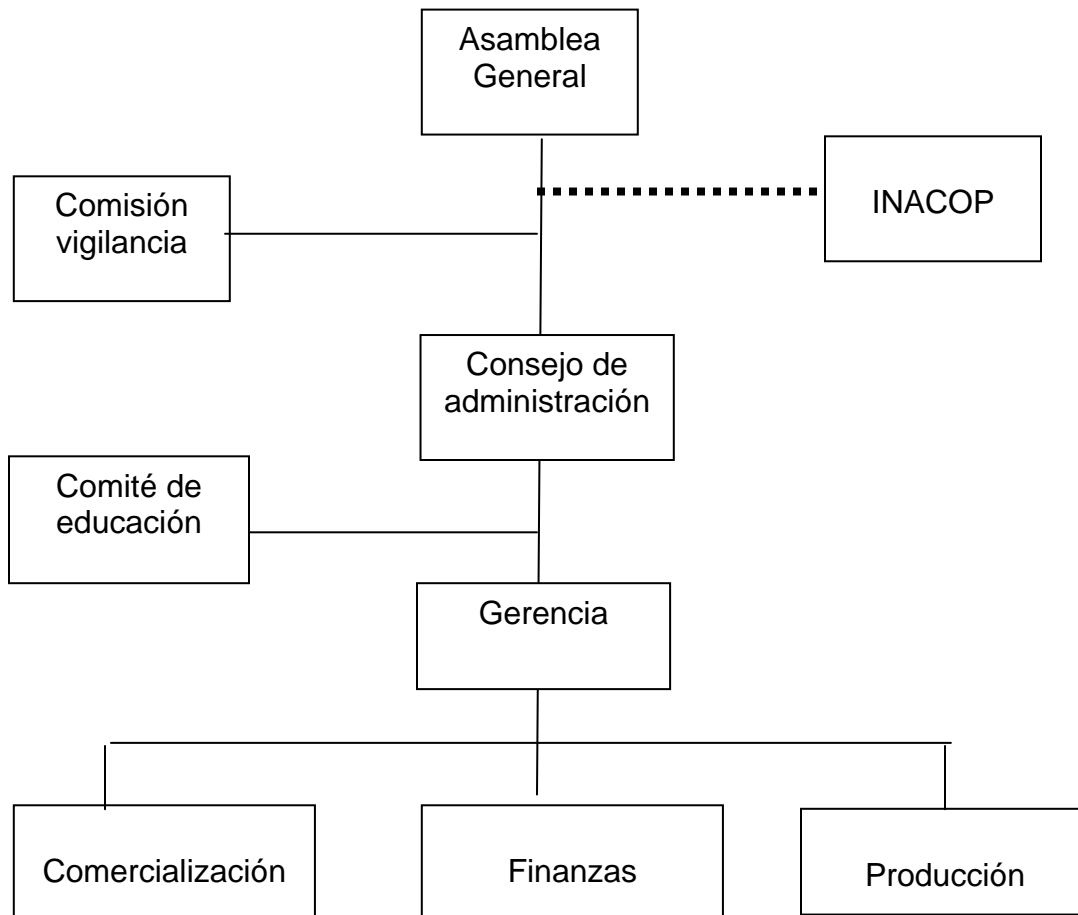 Asamblea
General
INACOP
Comisión
vigilancia
Consejo de
administración
Comité de
educación
Gerencia
Comercialización
Finanzas
Producción